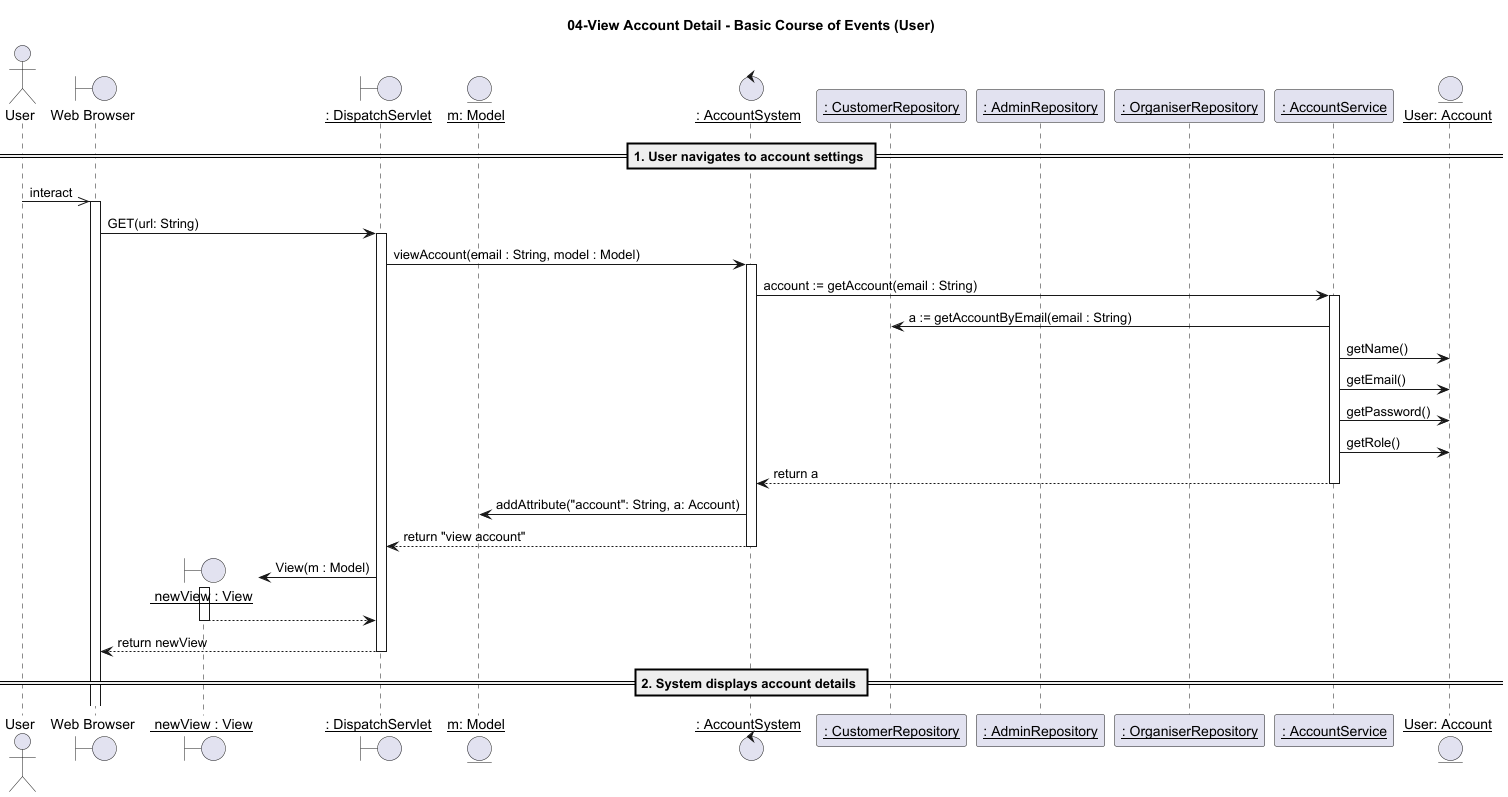 04-View Account Detail - Basic Course of Events (User)
User
Web Browser
: DispatchServlet
m: Model
: AccountSystem
: CustomerRepository
: AdminRepository
: OrganiserRepository
: AccountService
User: Account
1. User navigates to account settings
interact
GET(url: String)
viewAccount(email : String, model : Model)
account := getAccount(email : String)
a := getAccountByEmail(email : String)
getName()
getEmail()
getPassword()
getRole()
return a
addAttribute("account": String, a: Account)
return "view account"
View(m : Model)
newView : View
return newView
2. System displays account details
User
Web Browser
newView : View
: DispatchServlet
m: Model
: AccountSystem
: CustomerRepository
: AdminRepository
: OrganiserRepository
: AccountService
User: Account